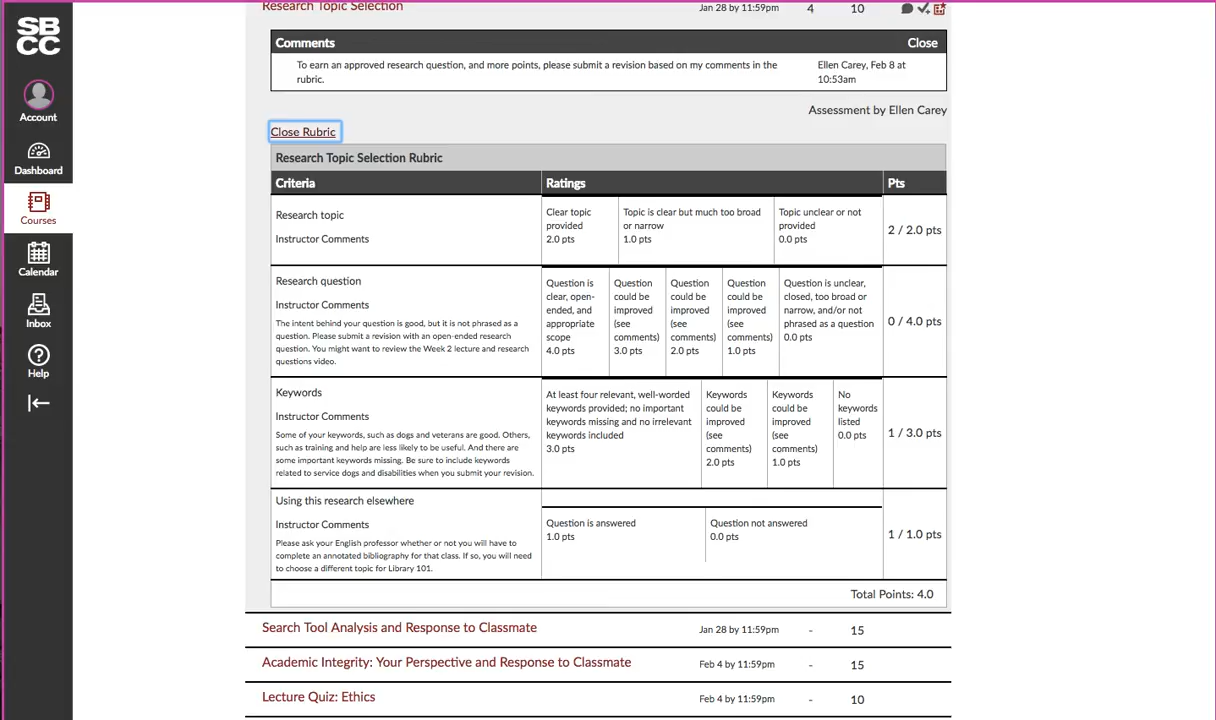 Research Topic Selection Jan 28 by 11:59pm 4 10
SB
CC
Account
Dashboard
Courses
Calendar
Inbox
Help
Comments Close
To earn an approved research question, and more points, please submit a revision based on my comments in the
rubric.
Ellen Carey, Feb 8 at
10:53am
Assessment by Ellen Carey
Close Rubric
Research Topic Selection Rubric
Criteria Ratings Pts
Research topic
Instructor Comments
Clear topic
provided
2.0 pts
Topic is clear but much too broad
or narrow
1.0 pts
Topic unclear or not
provided
0.0 pts
2 / 2.0 pts
Research question
Instructor Comments
The intent behind your question is good, but it is not phrased as a
question. Please submit a revision with an open-ended research
question. You might want to review the Week 2 lecture and research
questions video.
Question is
clear, open-
ended, and
appropriate
scope
4.0 pts
Question
could be
improved
(see
comments)
3.0 pts
Question
could be
improved
(see
comments)
2.0 pts
Question
could be
improved
(see
comments)
1.0 pts
Question is unclear,
closed, too broad or
narrow, and/or not
phrased as a question
0.0 pts
0 / 4.0 pts
Keywords
Instructor Comments
Some of your keywords, such as dogs and veterans are good. Others,
such as training and help are less likely to be useful. And there are
some important keywords missing. Be sure to include keywords
related to service dogs and disabilities when you submit your revision.
At least four relevant, well-worded
keywords provided; no important
keywords missing and no irrelevant
keywords included
3.0 pts
Keywords
could be
improved
(see
comments)
2.0 pts
Keywords
could be
improved
(see
comments)
1.0 pts
No
keywords
listed
0.0 pts
1 / 3.0 pts
Using this research elsewhere
Instructor Comments
Please ask your English professor whether or not you will have to
complete an annotated bibliography for that class. If so, you will need
to choose a different topic for Library 101.
Question is answered
1.0 pts
Question not answered
0.0 pts
1 / 1.0 pts
Total Points: 4.0
Search Tool Analysis and Response to Classmate Jan 28 by 11:59pm - 15
Academic Integrity: Your Perspective and Response to Classmate Feb 4 by 11:59pm - 15
Lecture Quiz: Ethics Feb 4 by 11:59pm - 10